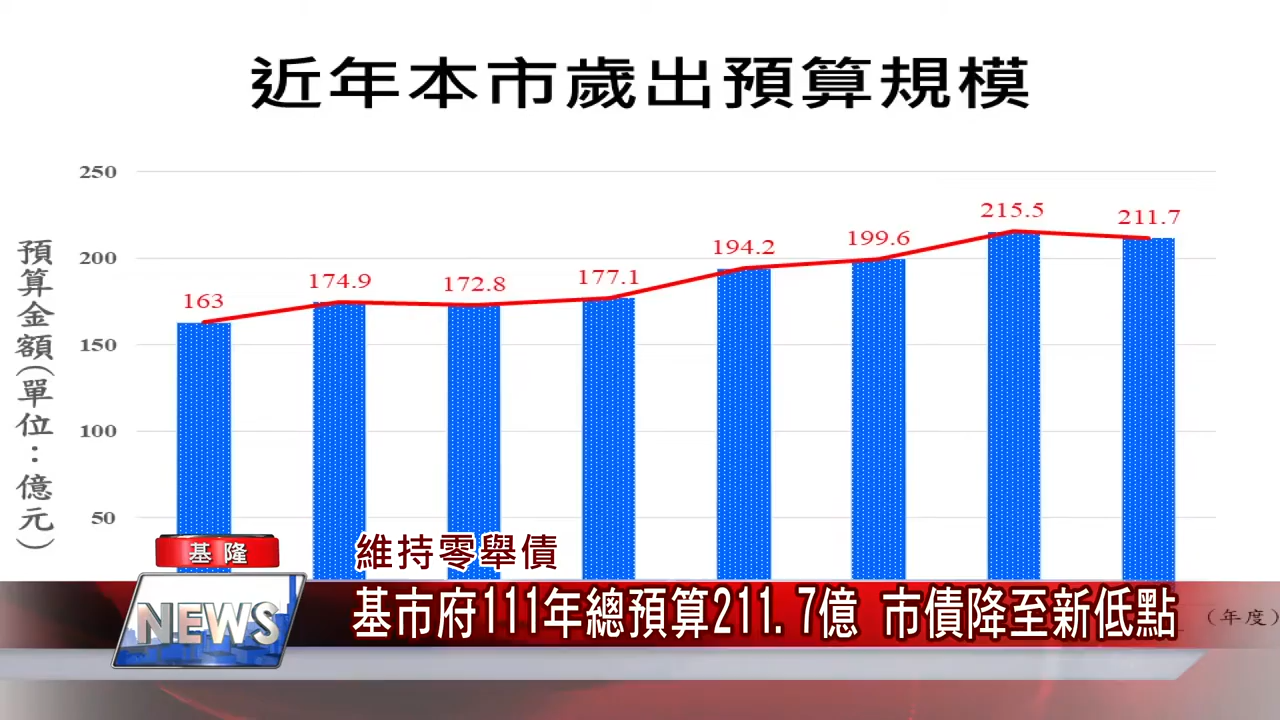 近年本市歲出預算規模
預算金額(單位：億元)
250
200
150
100
50
163
174.9
172.8
177.1
194.2
199.6
215.5
211.7
(年度)
基隆
NEWS
維持零舉債
基市府111年總預算211.7億 市債降至新低點